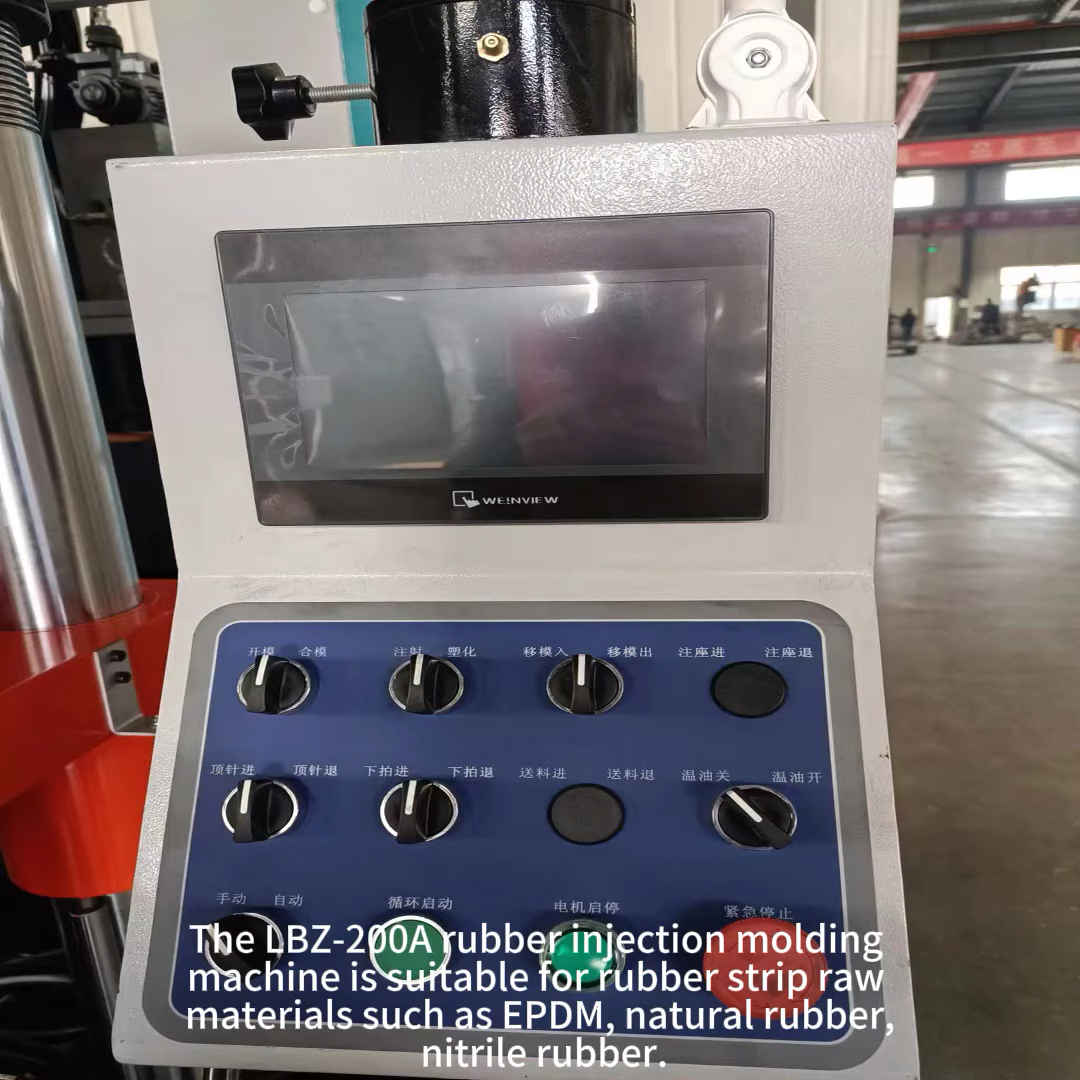 WE!NVIEW
开模 合模 注射 塑化 移模入 移模出 注座进 注座退
顶针进 顶针退 下拍进 下拍退 送料进 送料退 温油关 温油开
手动 自动 循环启动 电机启停 紧急停止
The LBZ-200A rubber injection molding
machine is suitable for rubber strip raw
materials such as EPDM, natural rubber,
nitrile rubber.